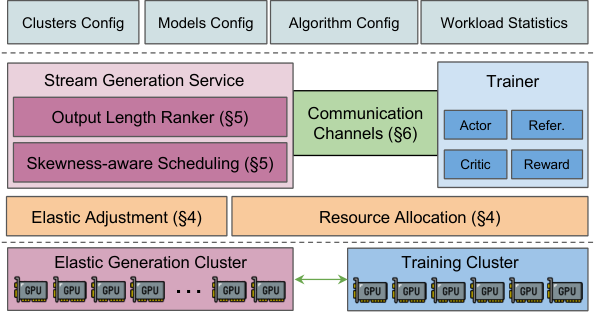 Clusters Config
Models Config
Algorithm Config
Workload Statistics
Stream Generation Service
Output Length Ranker (§5)
Skewness-aware Scheduling (§5)
Communication
Channels (§6)
Trainer
Actor
Refer.
Critic
Reward
Elastic Adjustment (§4)
Resource Allocation (§4)
Elastic Generation Cluster
GPU GPU GPU GPU ... GPU GPU
Training Cluster
GPU GPU GPU GPU GPU GPU